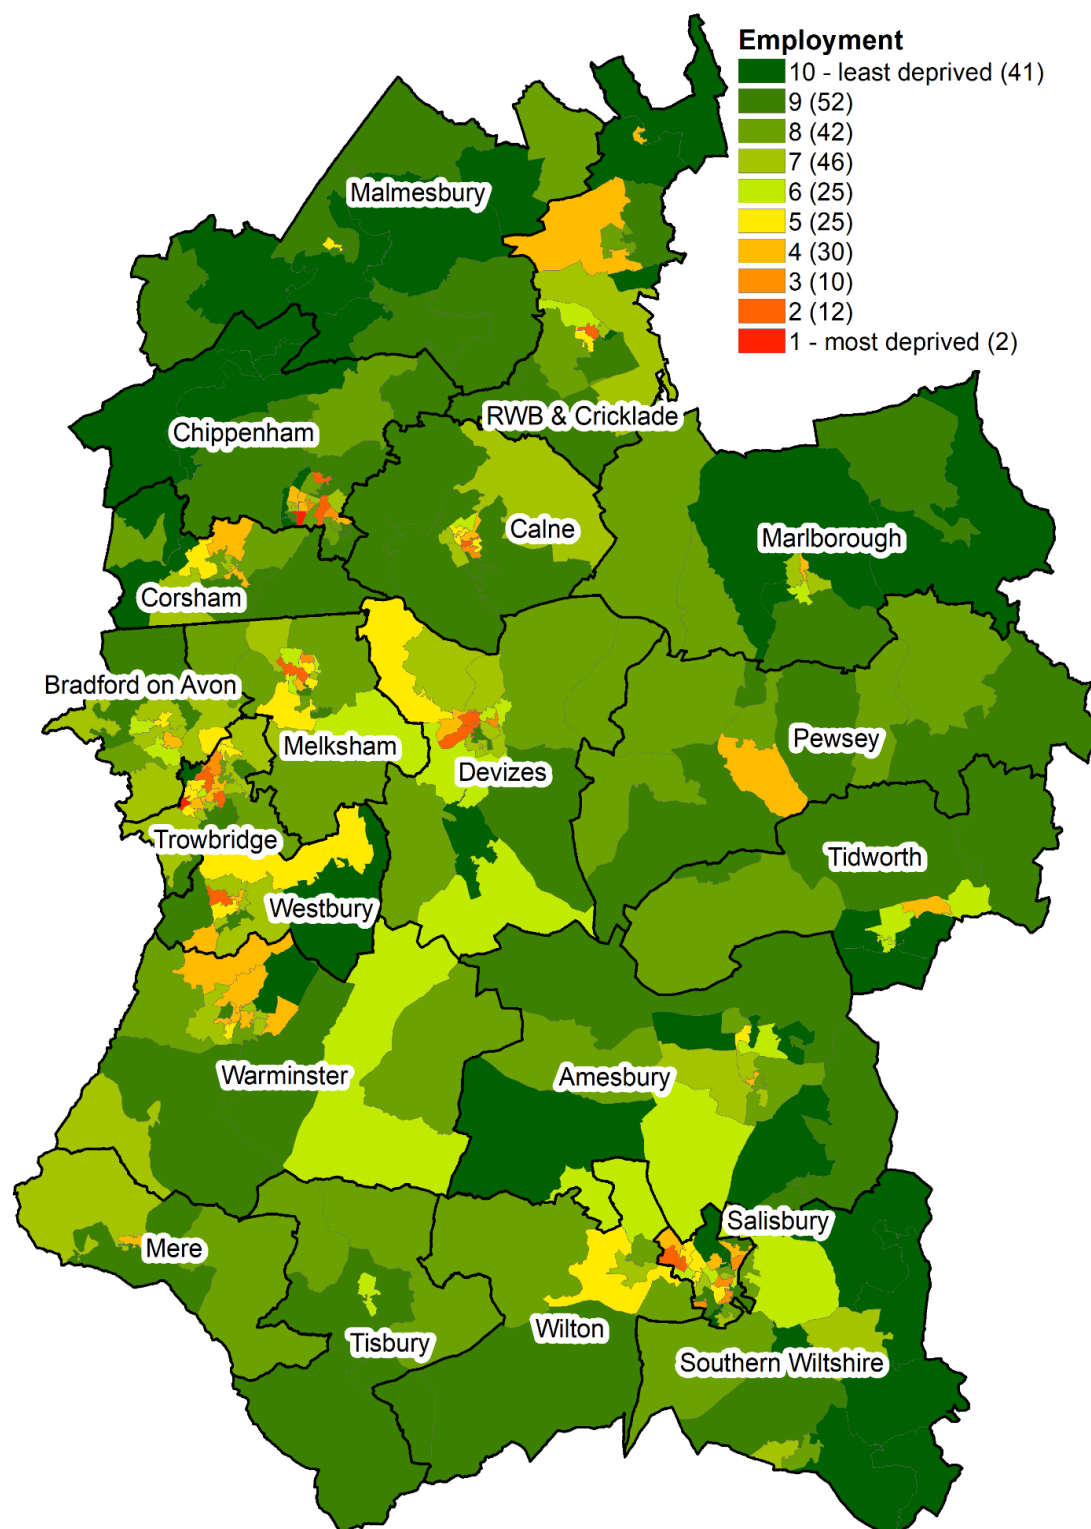 Employment
10 - least deprived (41)
9 (52)
8 (42)
7 (46)
6 (25)
5 (25)
4 (30)
3 (10)
2 (12)
1 - most deprived (2)
Malmesbury
RWB & Cricklade
Chippenham
Calne
Marlborough
Corsham
Bradford on Avon
Melksham
Devizes
Pewsey
Trowbridge
Tidworth
Westbury
Warminster
Amesbury
Salisbury
Mere
Tisbury
Wilton
Southern Wiltshire